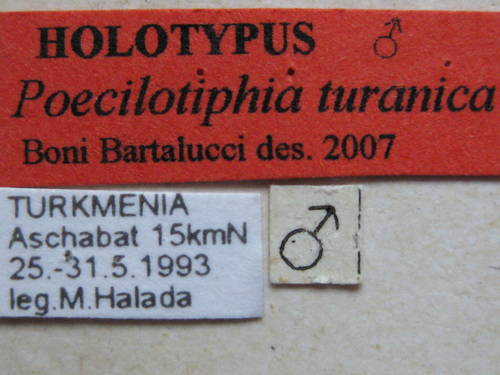 HOLOTYPUS ♂
Poecilotiphia turanica
Boni Bartalucci des. 2007
TURKMENIA
Aschabat 15kmN
25.-31.5.1993
leg.M.Halada
♂